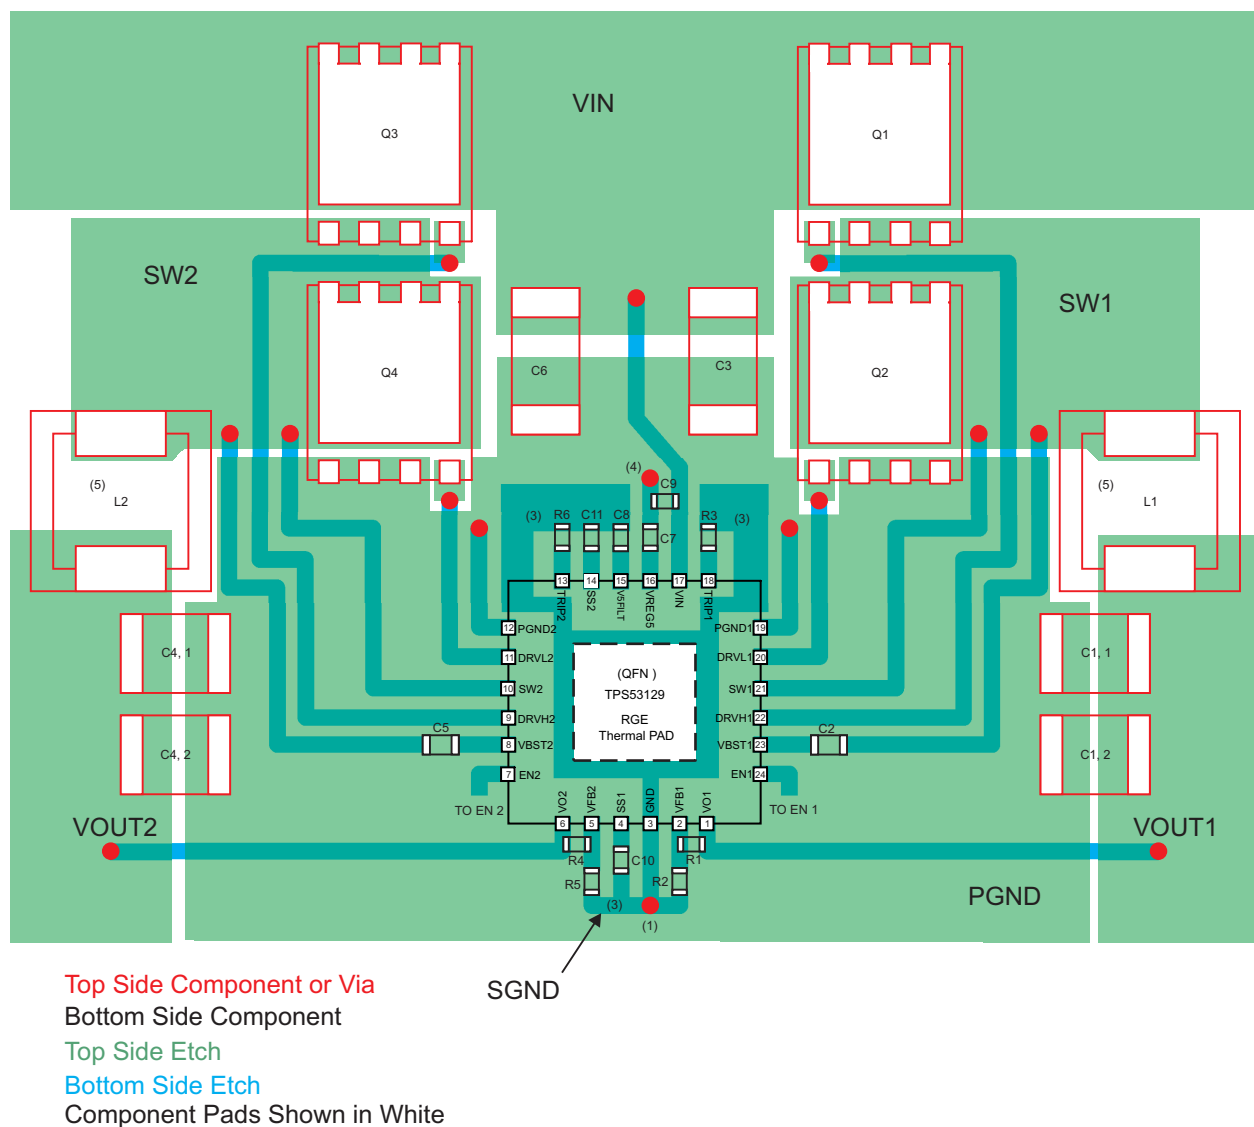 VIN
Q3
Q1
SW2
SW1
Q4
C6
C3
Q2
(5)
L2
(5)
L1
(4)
C9
(3)
R6
C11
C8
C7
R3
(3)
13
14
15
16
17
18
TRIP2
SS2
V5FILT
VREG5
VIN
TRIP1
12
PGND2
PGND1
19
11
DRVL2
DRVL1
20
10
SW2
SW1
21
9
DRVH2
DRVH1
22
8
VBST2
VBST1
23
7
EN2
EN1
24
(QFN )
TPS53129
RGE
Thermal PAD
C4, 1
C1, 1
C5
C2
C4, 2
C1, 2
TO EN 2
TO EN 1
VO2
VFB2
SS1
GND
VFB1
VO1
6
5
4
3
2
1
VOUT2
VOUT1
R4
C10
R1
R5
R2
(3)
(1)
PGND
SGND
Top Side Component or Via
Bottom Side Component
Top Side Etch
Bottom Side Etch
Component Pads Shown in White